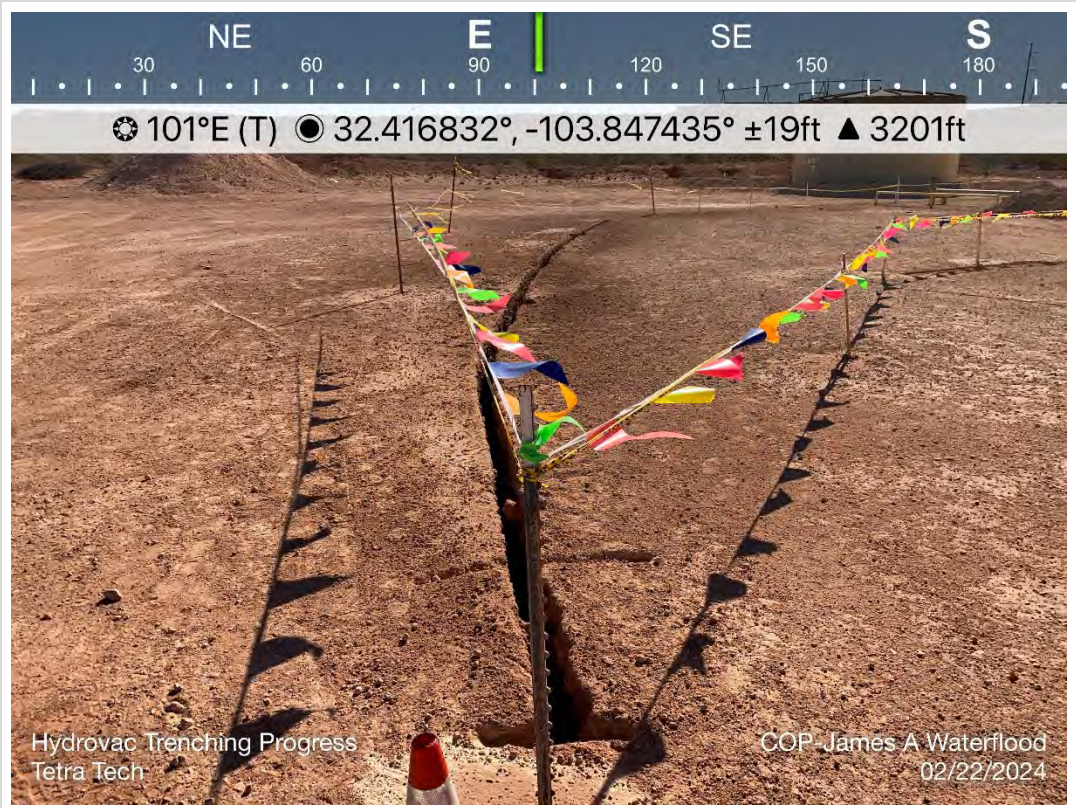 NE E SE S
30 60 90 120 150 180
101°E (T) 32.416832°, -103.847435° ±19ft ▲ 3201ft
Hydrovac Trenching Progress
Tetra Tech
COP-James A Waterflood
02/22/2024